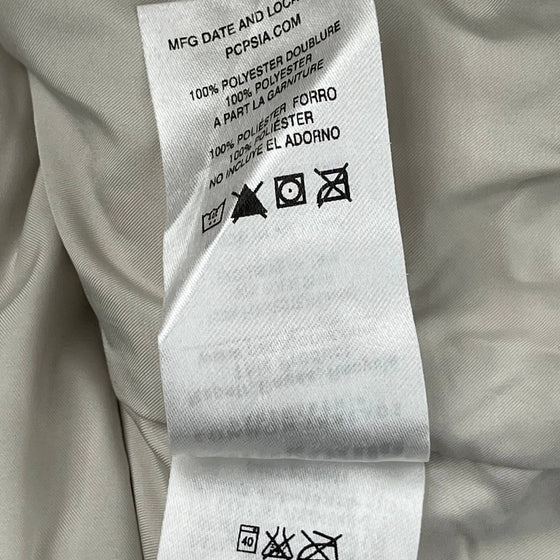 MFG DATE AND LOCA
PCPSIA.COM
100% POLYESTER DOUBLURE
100% POLYESTER
A PART LA GARNITURE
100% POLIÉSTER FORRO
100% POLIÉSTER
NO INCLUYE EL ADORNO
40